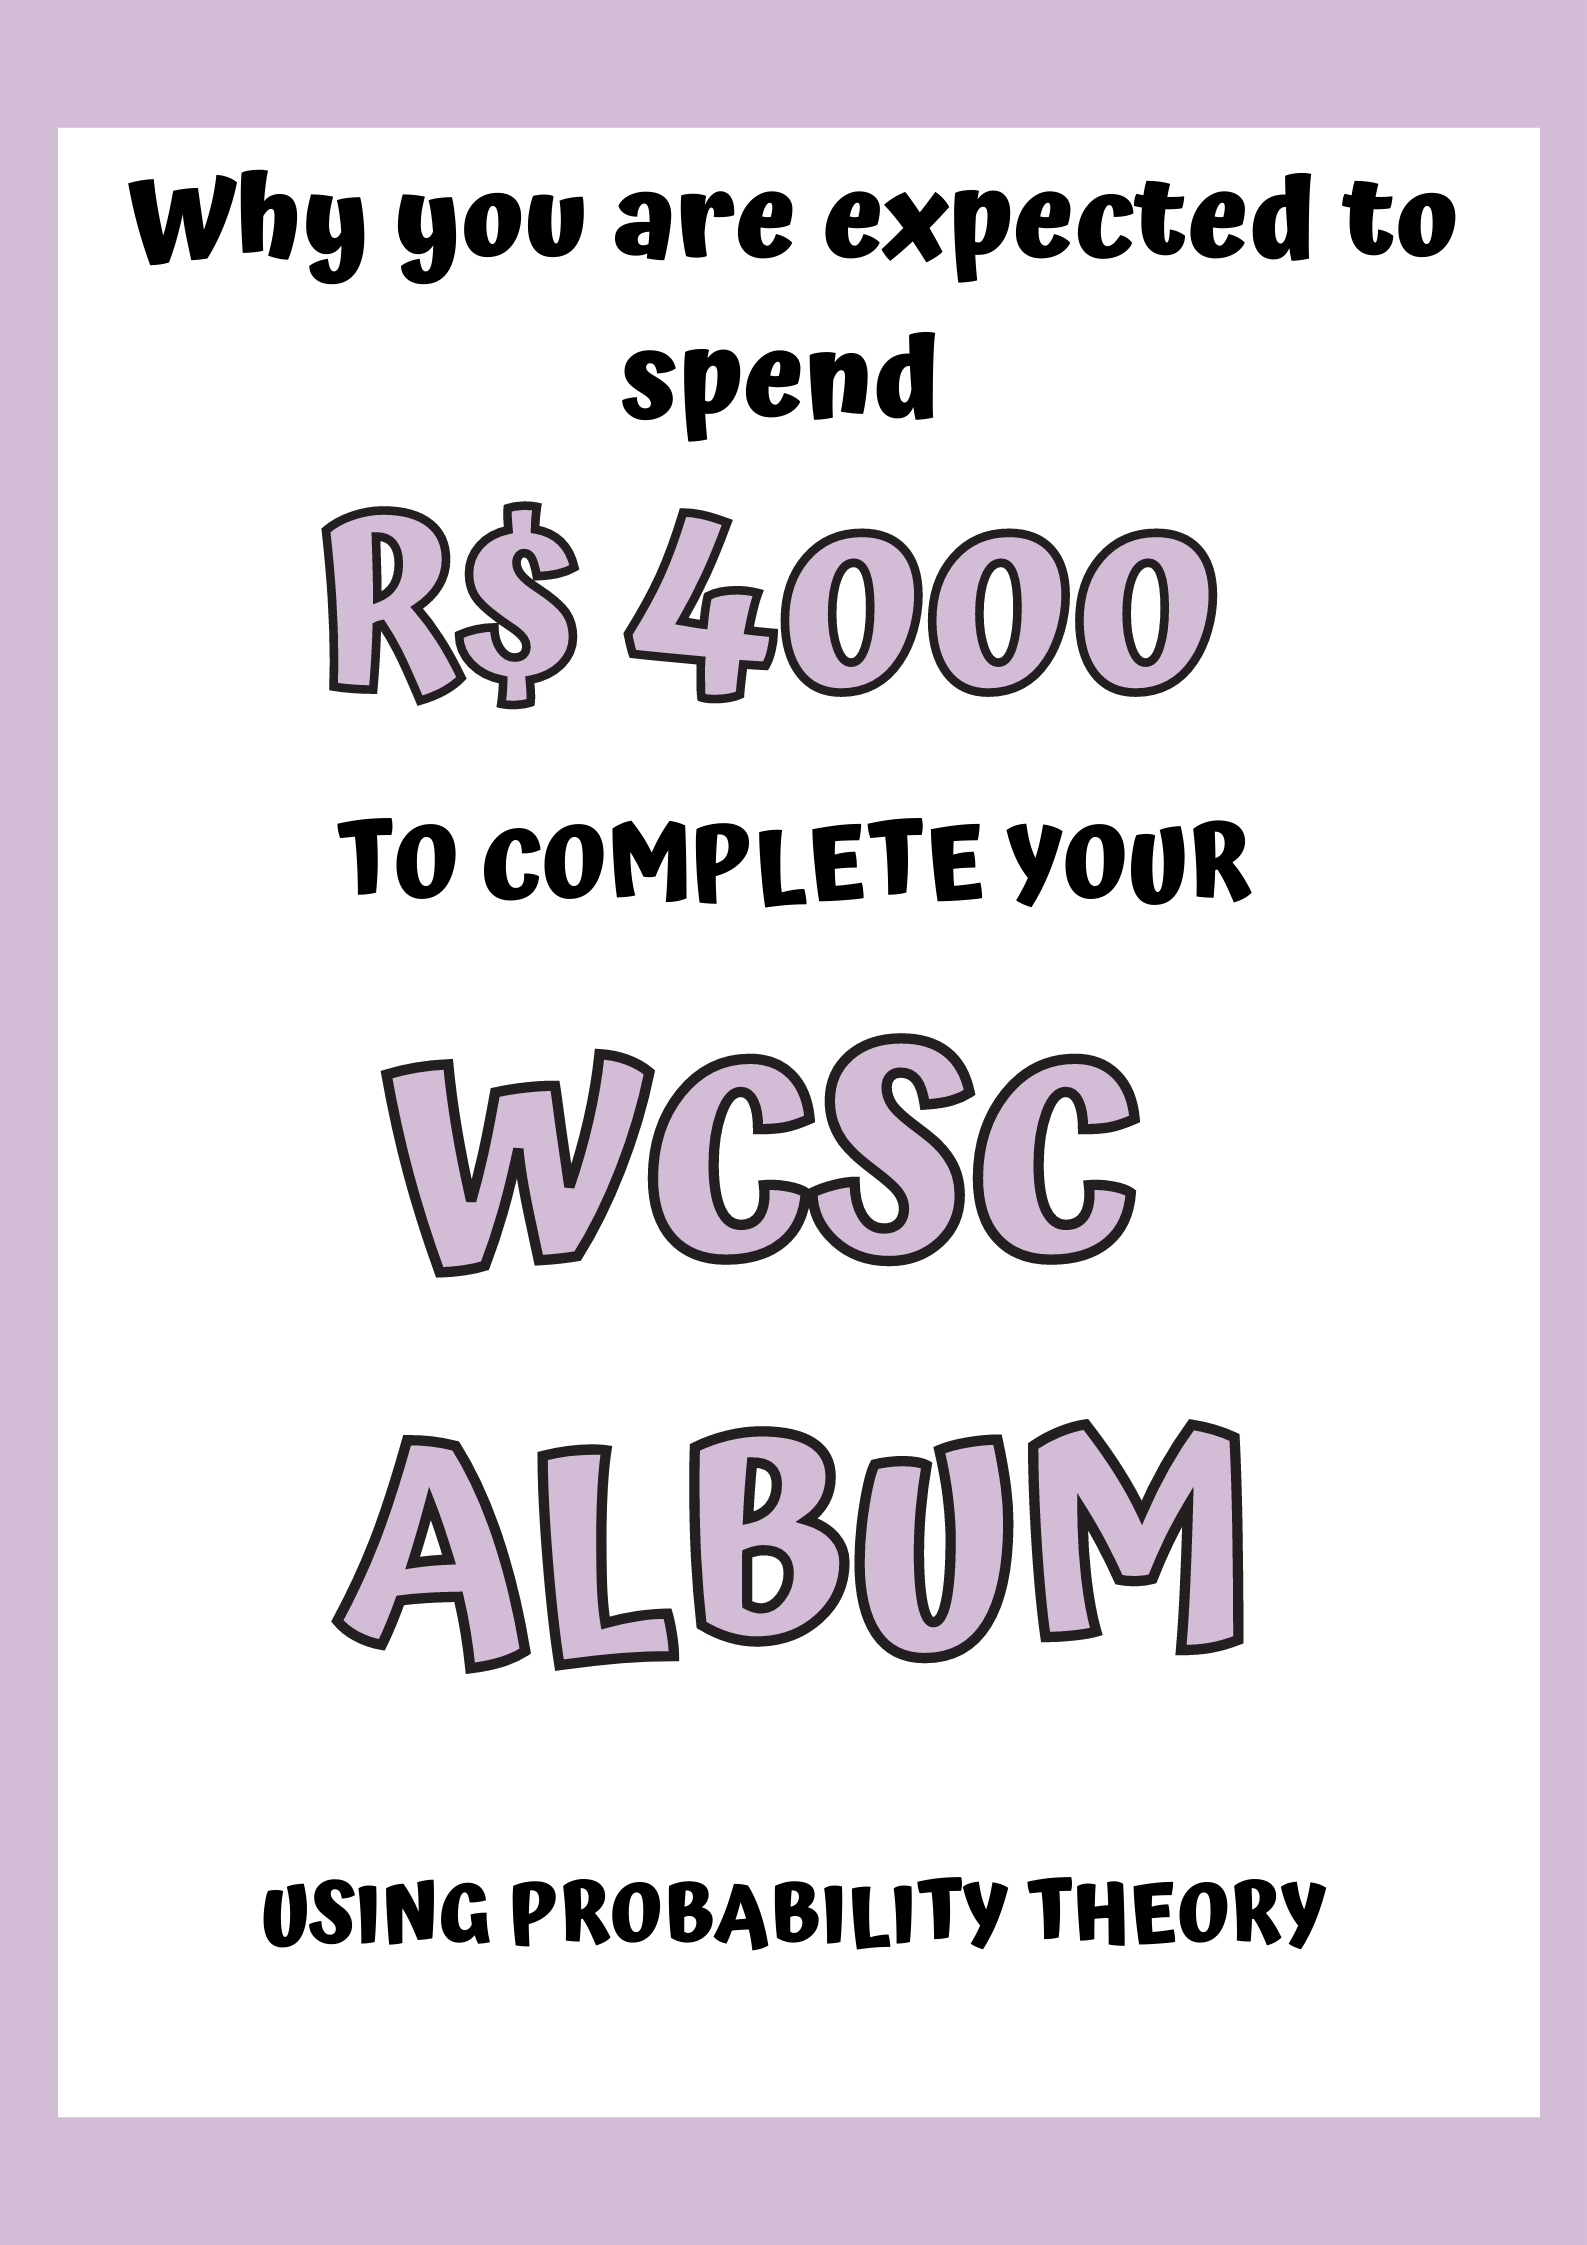 Why you are expected to
spend
R$ 4000
TO COMPLETE YOUR
WCSC
ALBUM
USING PROBABILITY THEORY